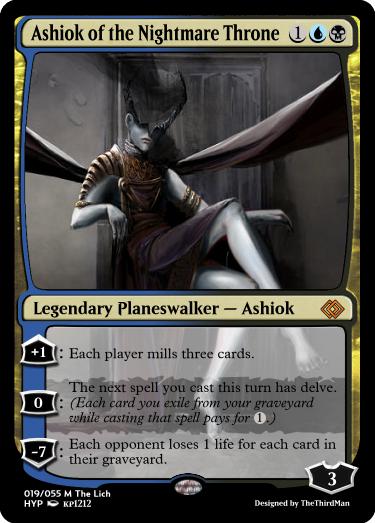 Ashiok of the Nightmare Throne 1
Legendary Planeswalker — Ashiok
+1: Each player mills three cards.
0: The next spell you cast this turn has delve.
(Each card you exile from your graveyard
while casting that spell pays for 1.)
-7: Each opponent loses 1 life for each card in
their graveyard.
3
019/055 M The Lich
HYP KPI212
Designed by TheThirdMan